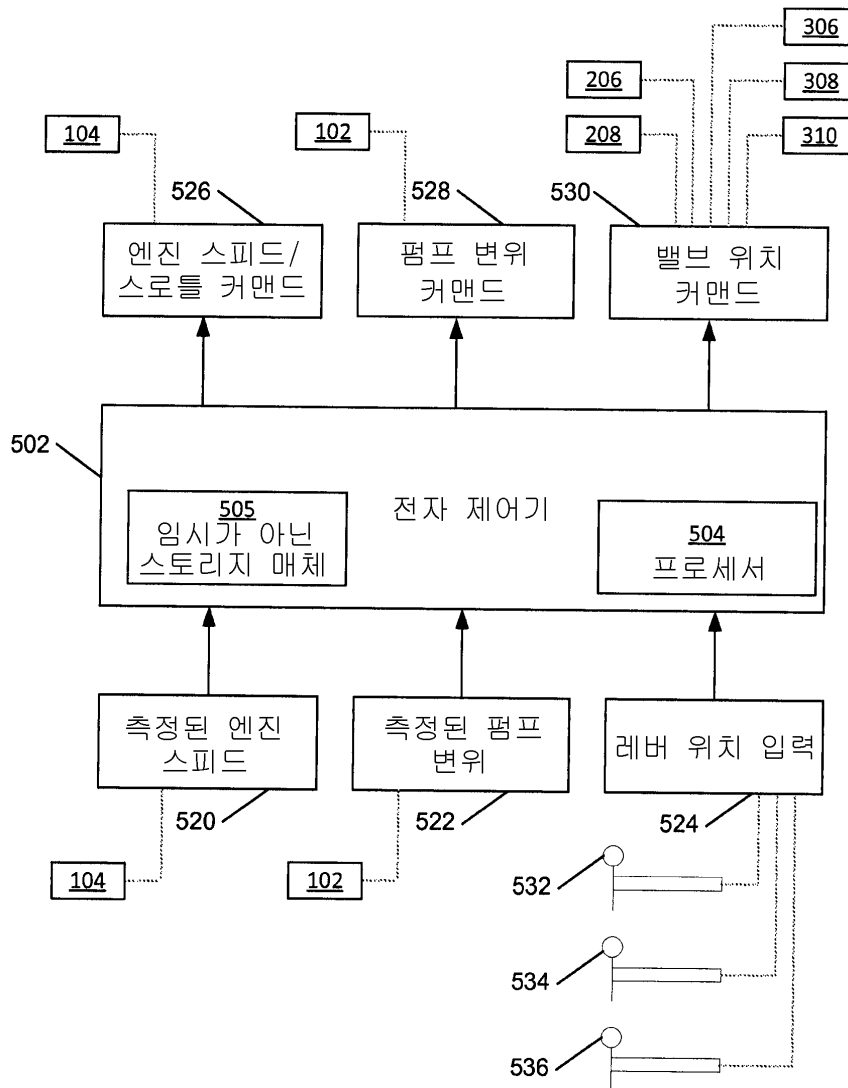 306
206
308
104
102
208
310
526
528
530
엔진 스피드/
스로틀 커맨드
펌프 변위
커맨드
밸브 위치
커맨드
502
전자 제어기
505
임시가 아닌
스토리지 매체
504
프로세서
측정된 엔진
스피드
측정된 펌프
변위
레버 위치 입력
520
522
524
104
102
532
534
536